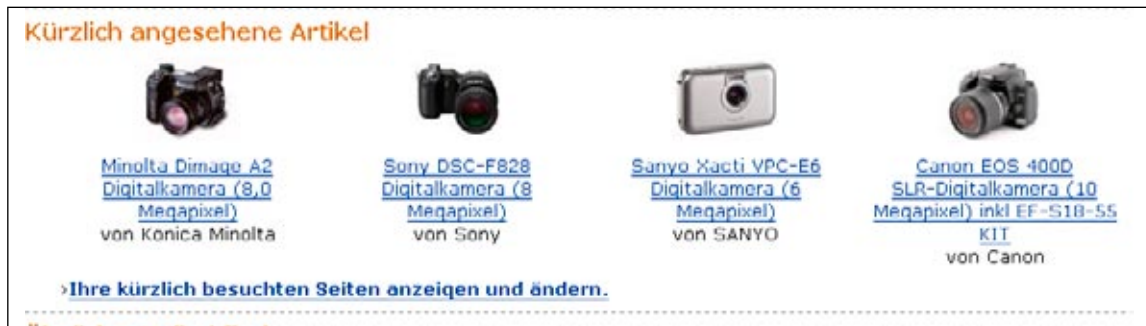 Kürzlich angesehene Artikel
Minolta Dimage A2
Digitalkamera (8,0
Megapixel)
von Konica Minolta
Sony DSC-F828
Digitalkamera (8
Megapixel)
von Sony
Sanyo Xacti VPC-E6
Digitalkamera (6
Megapixel)
von SANYO
Canon EOS 400D
SLR-Digitalkamera (10
Megapixel) inkl EF-S18-55
KIT
von Canon
›Ihre kürzlich besuchten Seiten anzeigen und ändern.